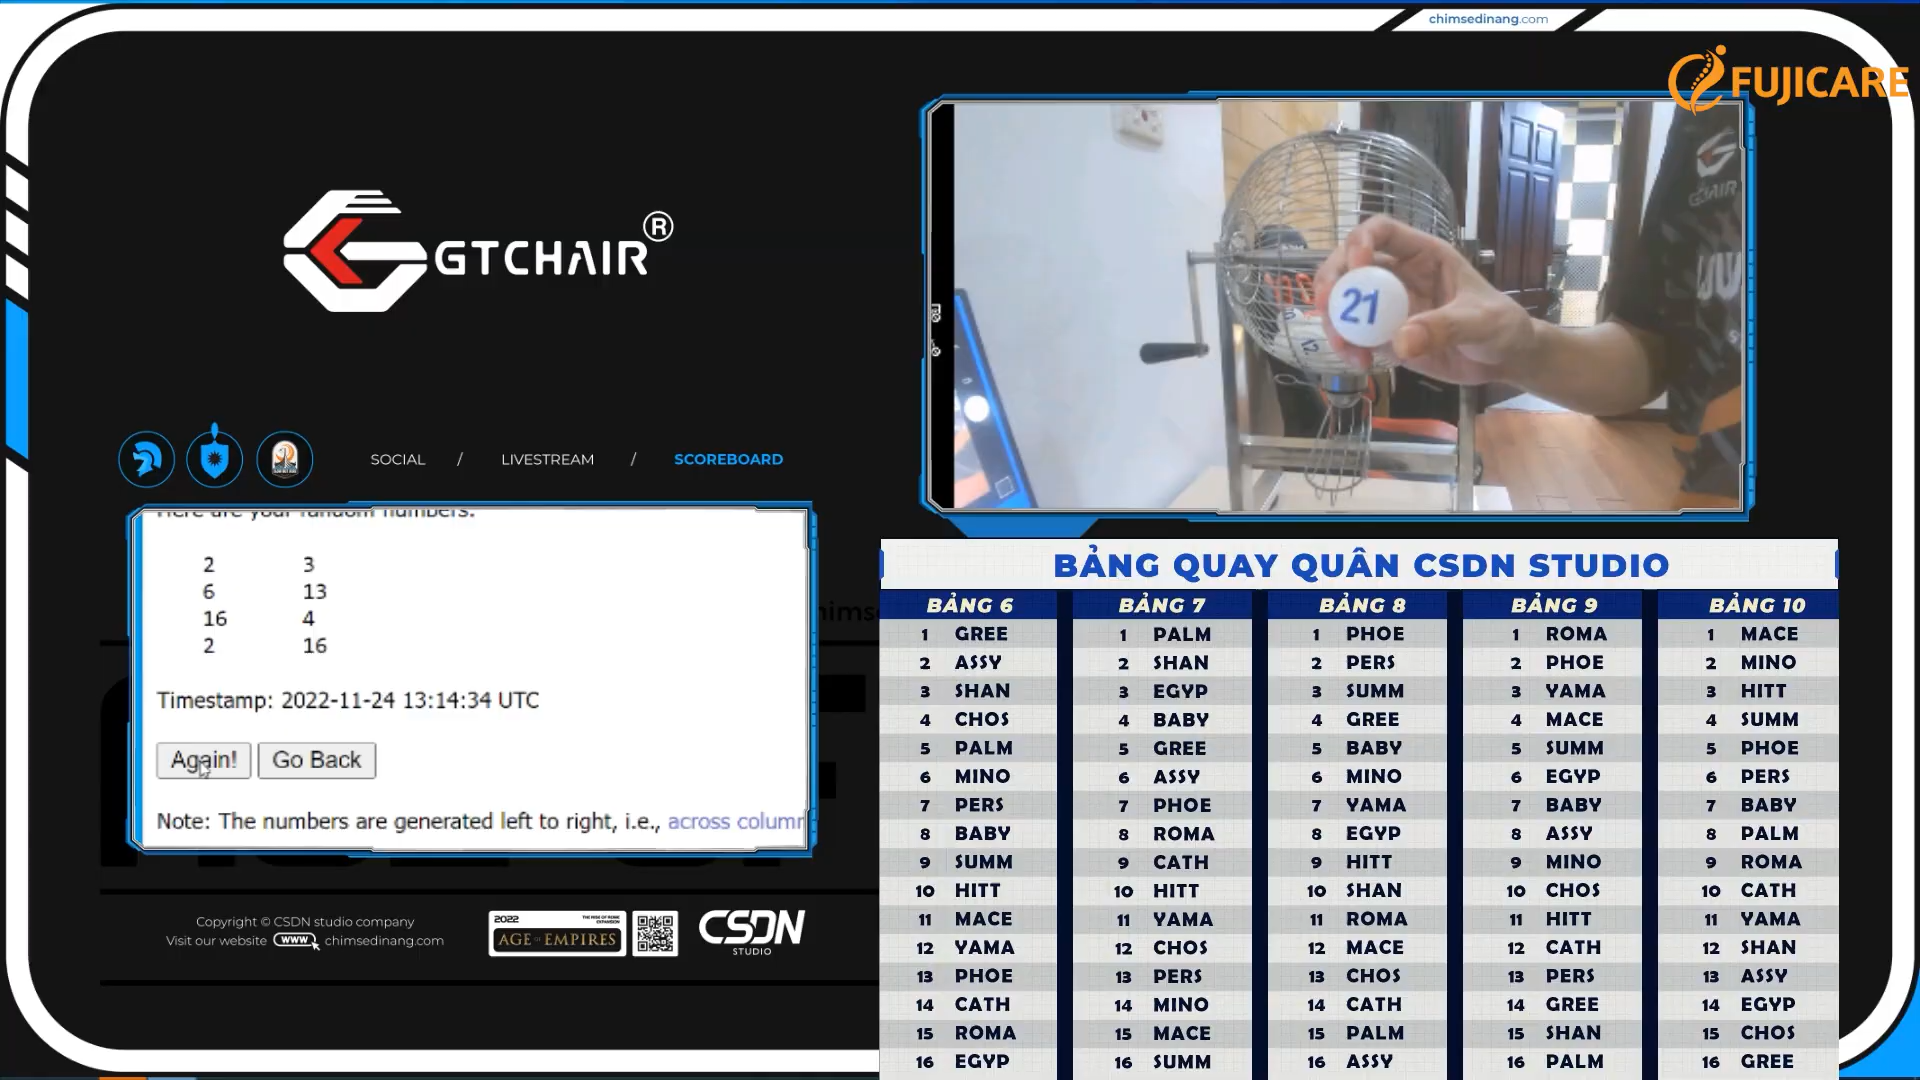 chimsedinang.com
FUJICARE
GTCHAIR®
21
12
SOCIAL / LIVESTREAM / SCOREBOARD
Here are your random numbers:
2 3
6 13
16 4
2 16
Timestamp: 2022-11-24 13:14:34 UTC
Again! Go Back
Note: The numbers are generated left to right, i.e., across column
Copyright © CSDN studio company
Visit our website www chimsedinang.com
2022
AGE OF EMPIRES
CSDN
STUDIO
BẢNG QUAY QUÂN CSDN STUDIO
BẢNG 6 BẢNG 7 BẢNG 8 BẢNG 9 BẢNG 10
1 GREE 1 PALM 1 PHOE 1 ROMA 1 MACE
2 ASSY 2 SHAN 2 PERS 2 PHOE 2 MINO
3 SHAN 3 EGYP 3 SUMM 3 YAMA 3 HITT
4 CHOS 4 BABY 4 GREE 4 MACE 4 SUMM
5 PALM 5 GREE 5 BABY 5 SUMM 5 PHOE
6 MINO 6 ASSY 6 MINO 6 EGYP 6 PERS
7 PERS 7 PHOE 7 YAMA 7 BABY 7 BABY
8 BABY 8 ROMA 8 EGYP 8 ASSY 8 PALM
9 SUMM 9 CATH 9 HITT 9 MINO 9 ROMA
10 HITT 10 HITT 10 SHAN 10 CHOS 10 CATH
11 MACE 11 YAMA 11 ROMA 11 HITT 11 YAMA
12 YAMA 12 CHOS 12 MACE 12 CATH 12 SHAN
13 PHOE 13 PERS 13 CHOS 13 PERS 13 ASSY
14 CATH 14 MINO 14 CATH 14 GREE 14 EGYP
15 ROMA 15 MACE 15 PALM 15 SHAN 15 CHOS
16 EGYP 16 SUMM 16 ASSY 16 PALM 16 GREE